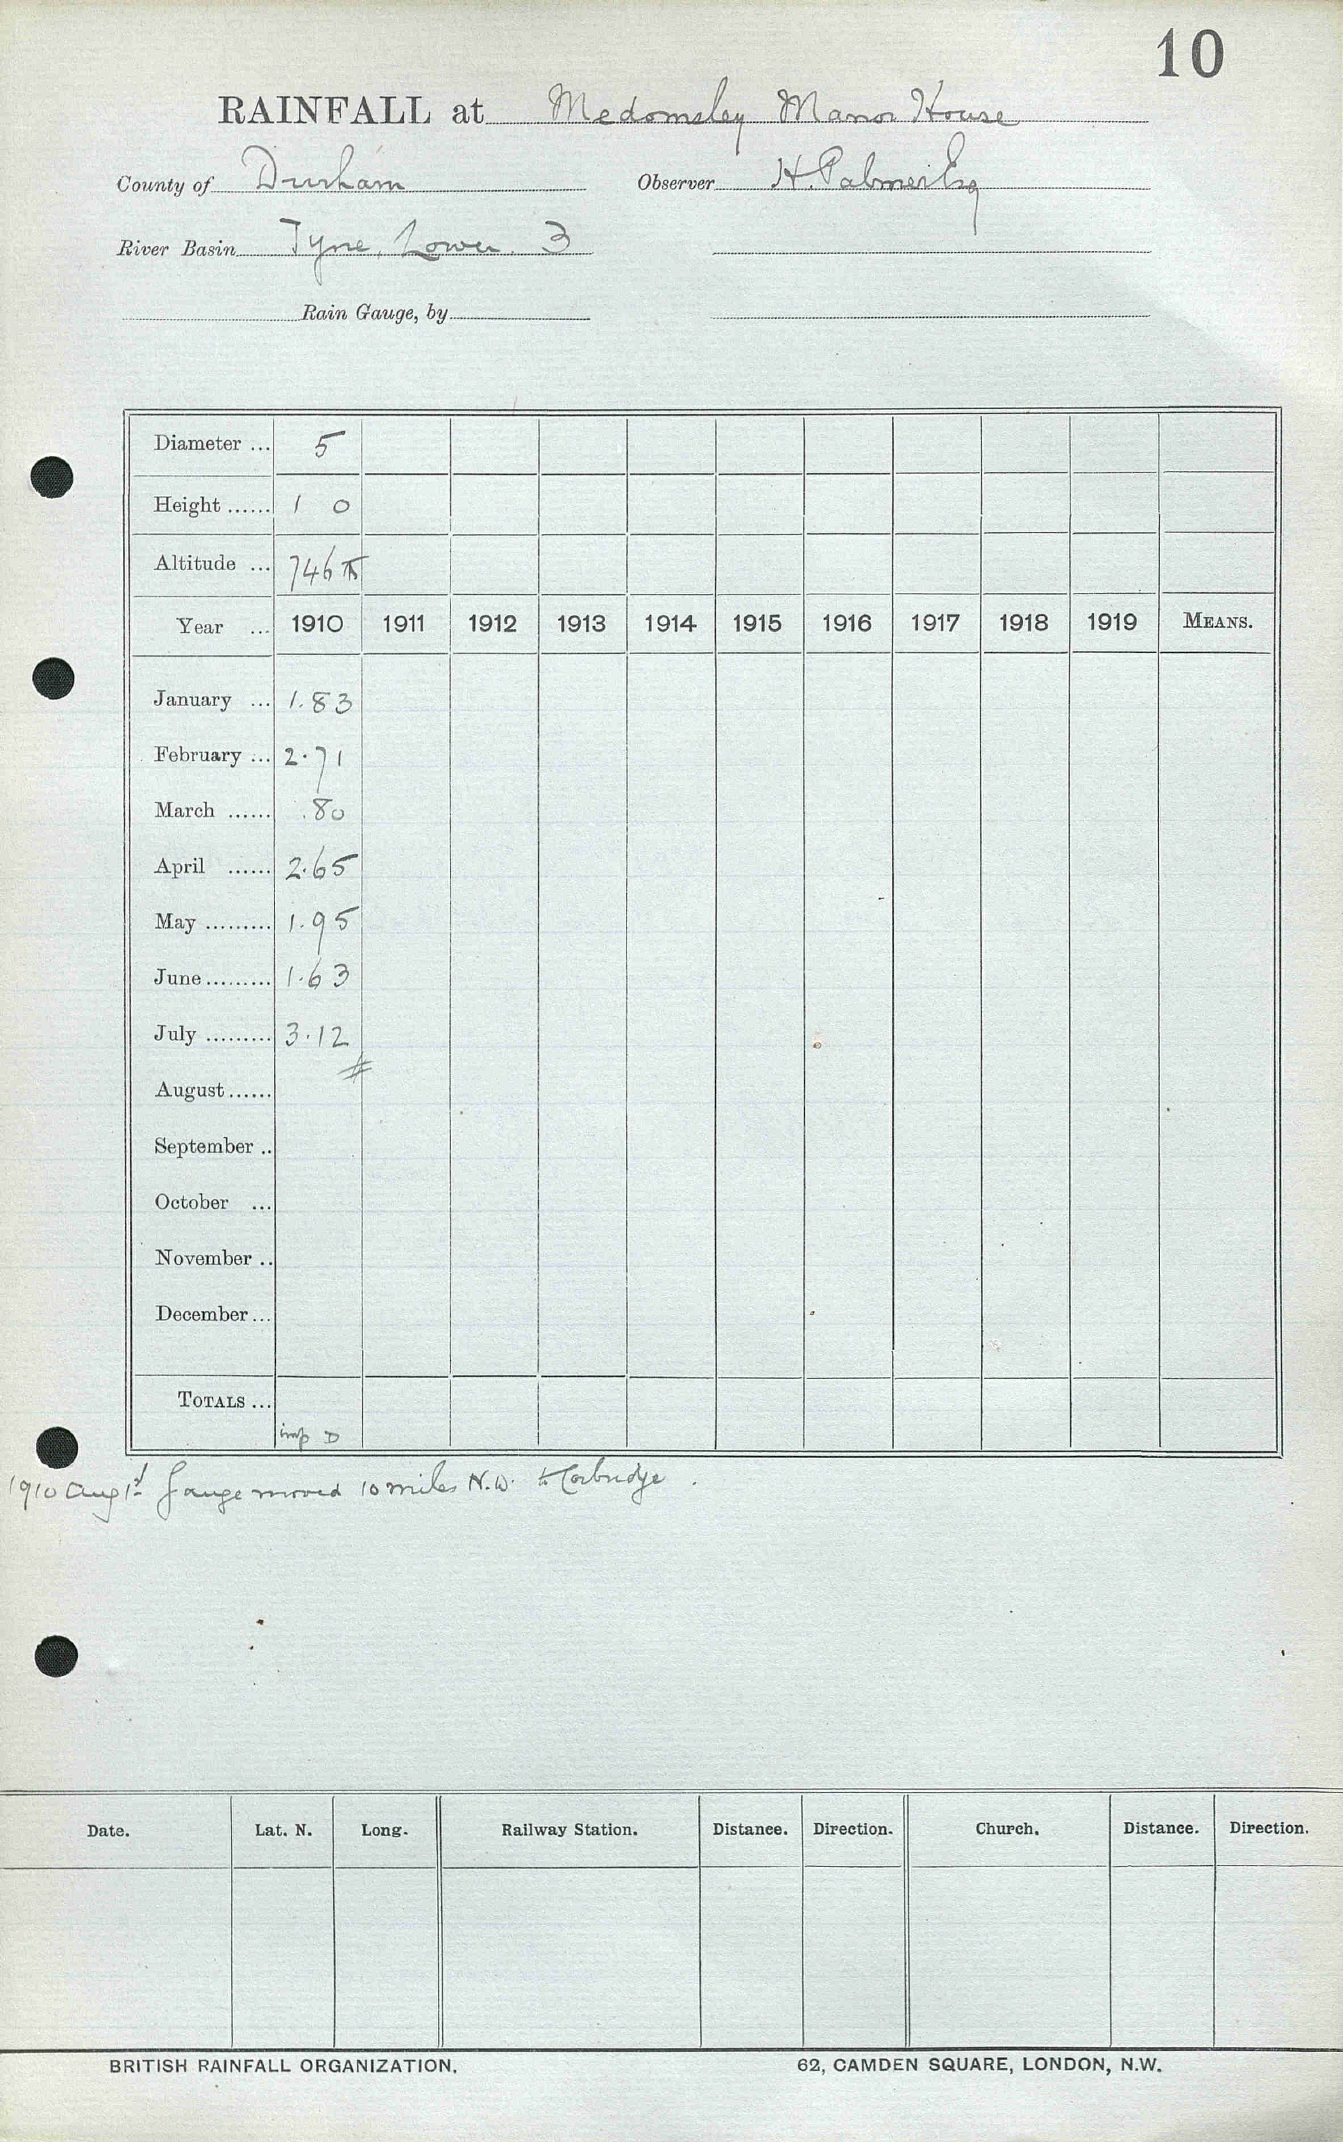 10
RAINFALL at Medomsley Manor House
County of Durham Observer H. Palmer Esq
River Basin Tyne, Lower. 3
Rain Gauge, by
Diameter ... 5
Height ...... 1 0
Altitude ... 746 ft
Year ... 1910 1911 1912 1913 1914 1915 1916 1917 1918 1919 MEANS.
January ... 1.83
February ... 2.71
March ...... .80
April ...... 2.65
May ......... 1.95
June ......... 1.63
July ......... 3.12
August ......
September ..
October ...
November ..
December ...
TOTALS ...
imp D
1910 Aug 1st Gauge moved 10 miles N.W. to Corbridge.
Date. Lat. N. Long. Railway Station. Distance. Direction. Church. Distance. Direction.
BRITISH RAINFALL ORGANIZATION. 62, CAMDEN SQUARE, LONDON, N.W.